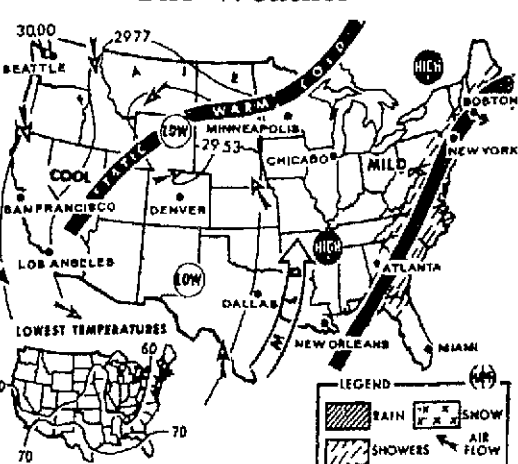 30.00
29.77
SEATTLE
A I R
COLD
WARM
HIGH
BOSTON
LOW
MINNEAPOLIS
STATIC
29.53
CHICAGO
MILD
NEW YORK
COOL
SAN FRANCISCO
DENVER
HIGH
LOS ANGELES
LOW
ATLANTA
DALLAS
MILD
LOWEST TEMPERATURES
NEW ORLEANS
MIAMI
60
LEGEND
RAIN
SNOW
70
70
SHOWERS
AIR FLOW